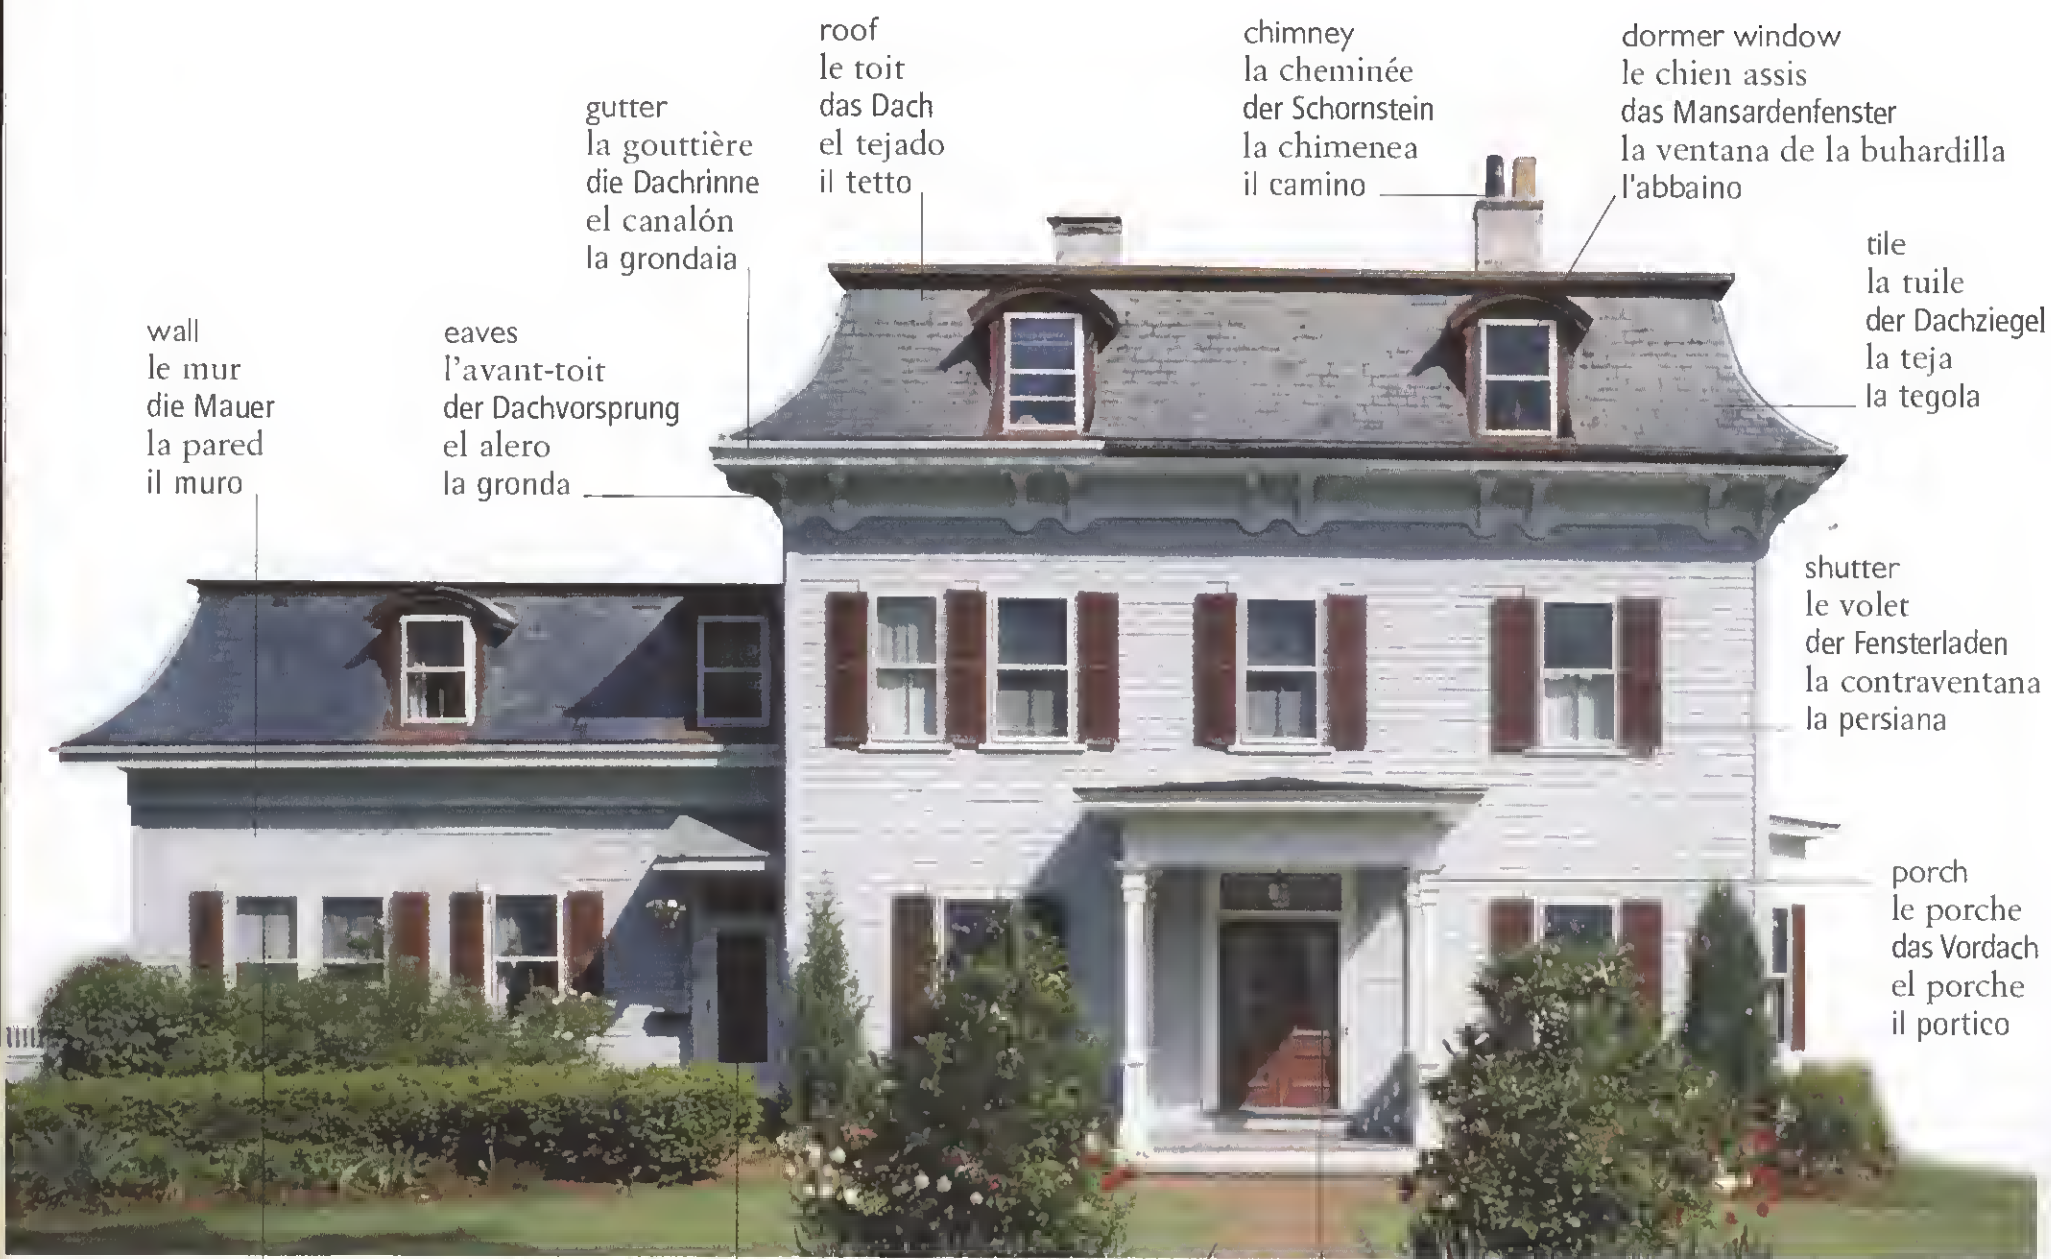 roof
le toit
das Dach
el tejado
il tetto
chimney
la cheminée
der Schornstein
la chimenea
il camino
dormer window
le chien assis
das Mansardenfenster
la ventana de la buhardilla
l'abbaino
gutter
la gouttière
die Dachrinne
el canalón
la grondaia
tile
la tuile
der Dachziegel
la teja
la tegola
wall
le mur
die Mauer
la pared
il muro
eaves
l'avant-toit
der Dachvorsprung
el alero
la gronda
shutter
le volet
der Fensterladen
la contraventana
la persiana
porch
le porche
das Vordach
el porche
il portico